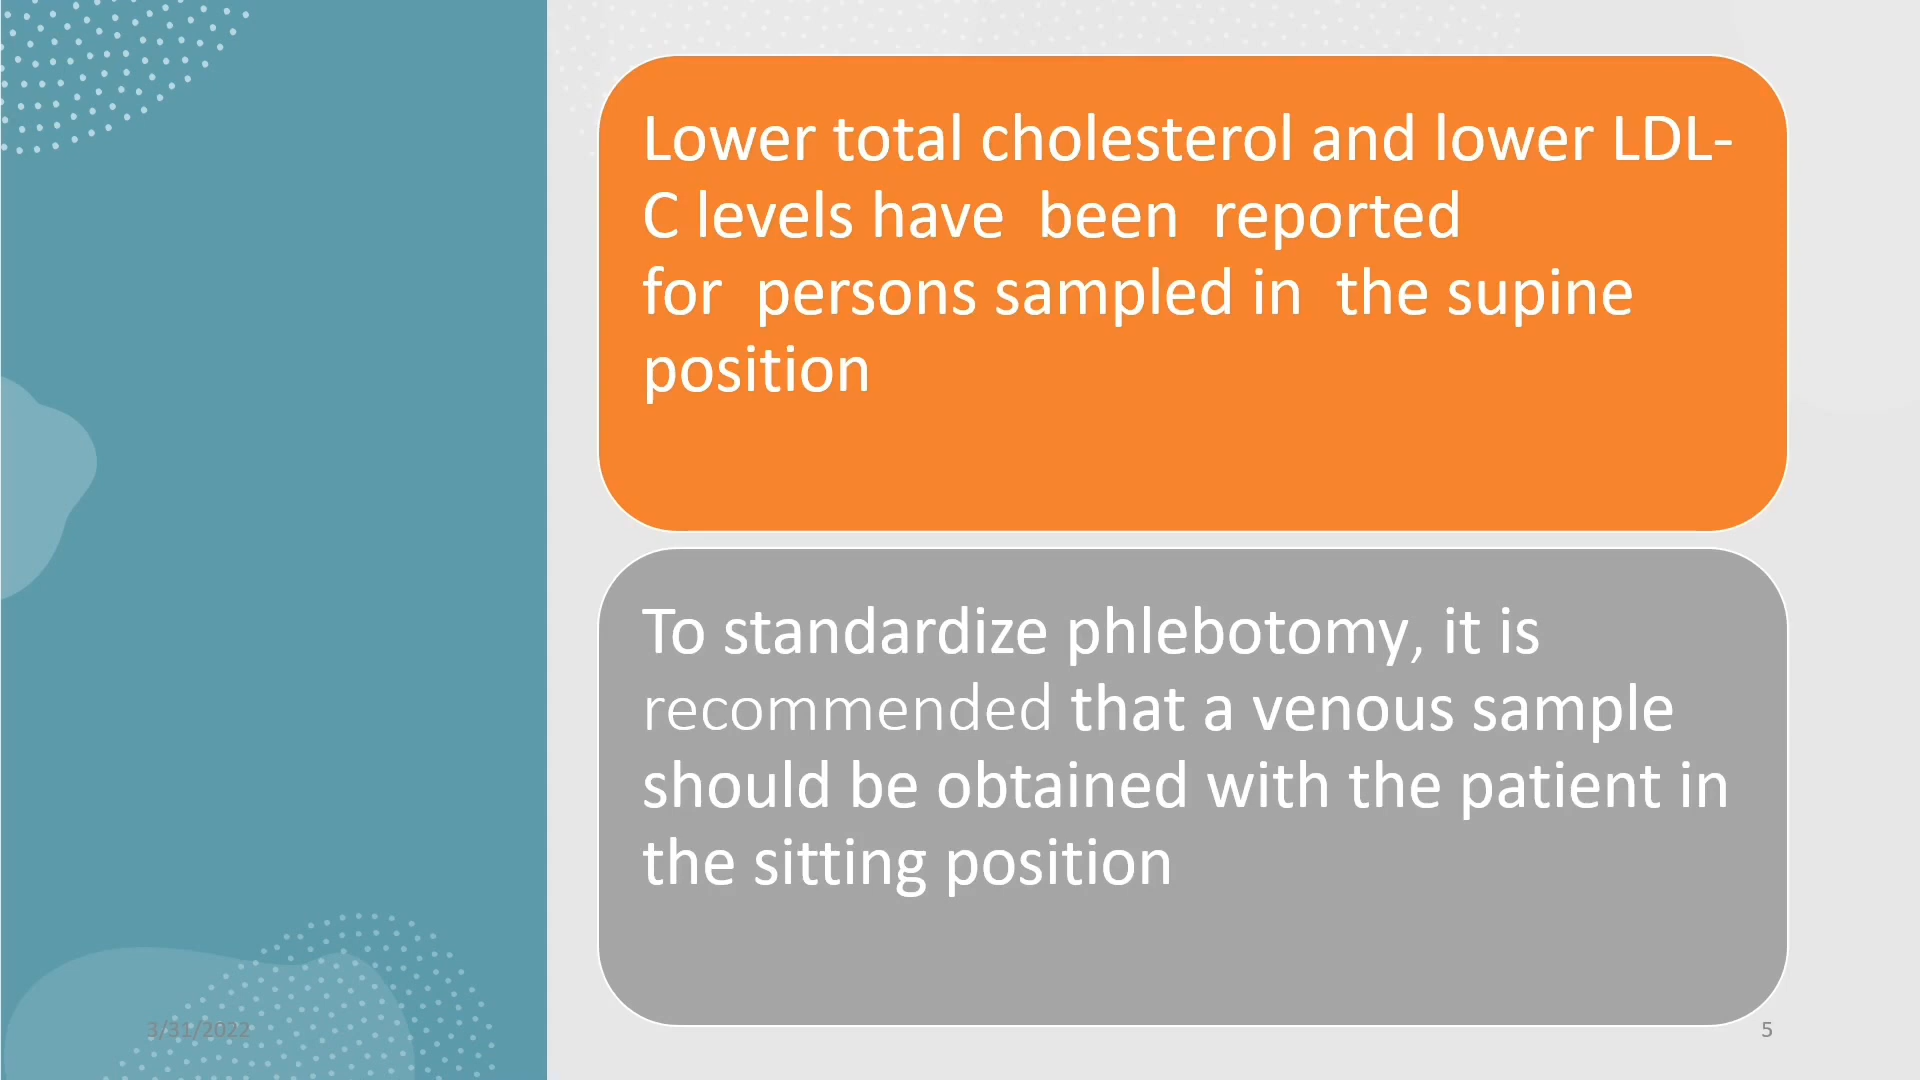 Lower total cholesterol and lower LDL-
C levels have  been  reported
for  persons sampled in  the supine
position
To standardize phlebotomy, it is
recommended that a venous sample
should be obtained with the patient in
the sitting position
3/31/2022
5